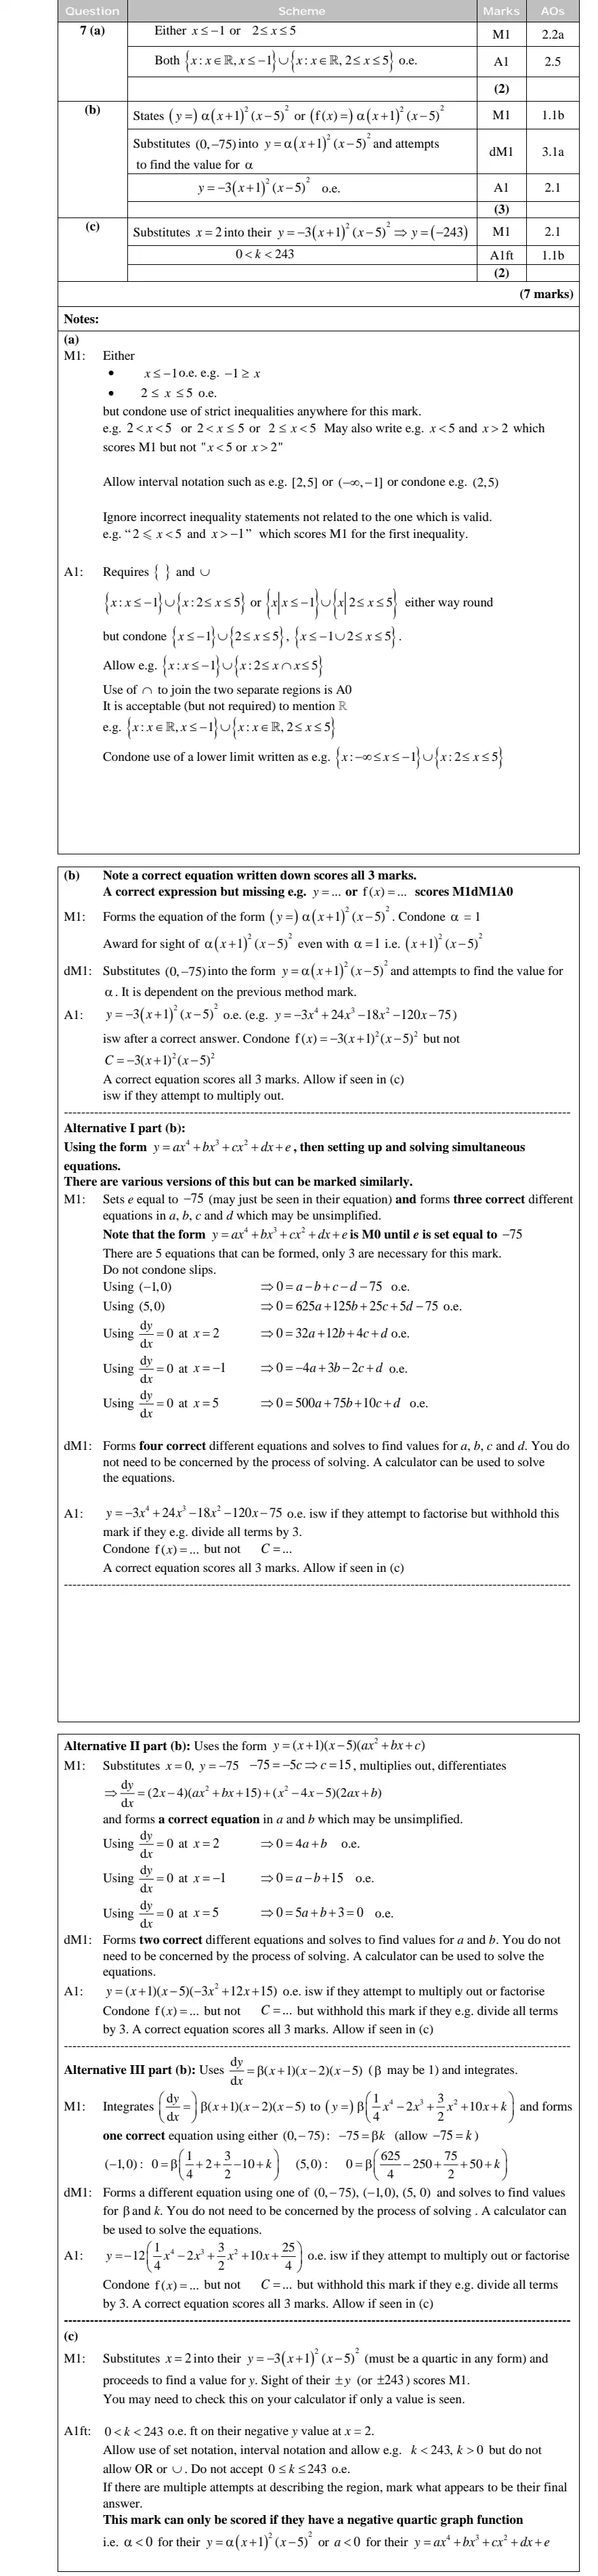 Question Scheme Marks AOs
7 (a) Either x ≤ −1 or 2 ≤ x ≤ 5 M1 2.2a
Both {x : x ∈ ℝ, x ≤ −1} ∪ {x : x ∈ ℝ, 2 ≤ x ≤ 5} o.e. A1 2.5
(2)
(b) States (y =) α(x+1)²(x−5)² or (f(x) =) α(x+1)²(x−5)² M1 1.1b
Substitutes (0, −75) into y = α(x+1)²(x−5)² and attempts
to find the value for α dM1 3.1a
y = −3(x+1)²(x−5)² o.e. A1 2.1
(3)
(c) Substitutes x = 2 into their y = −3(x+1)²(x−5)² ⇒ y = (−243) M1 2.1
0 < k < 243 A1ft 1.1b
(2)
(7 marks)
Notes:
(a)
M1: Either
• x ≤ −1 o.e. e.g. −1 ≥ x
• 2 ≤ x ≤ 5 o.e.
but condone use of strict inequalities anywhere for this mark.
e.g. 2 < x < 5 or 2 < x ≤ 5 or 2 ≤ x < 5 May also write e.g. x < 5 and x > 2 which
scores M1 but not "x < 5 or x > 2"
Allow interval notation such as e.g. [2,5] or (−∞, −1] or condone e.g. (2,5)
Ignore incorrect inequality statements not related to the one which is valid.
e.g. “2 ⩽ x < 5 and x > −1” which scores M1 for the first inequality.
A1: Requires { } and ∪
{x : x ≤ −1} ∪ {x : 2 ≤ x ≤ 5} or {x | x ≤ −1} ∪ {x | 2 ≤ x ≤ 5} either way round
but condone {x ≤ −1} ∪ {2 ≤ x ≤ 5}, {x ≤ −1 ∪ 2 ≤ x ≤ 5}.
Allow e.g. {x : x ≤ −1} ∪ {x : 2 ≤ x ∩ x ≤ 5}
Use of ∩ to join the two separate regions is A0
It is acceptable (but not required) to mention ℝ
e.g. {x : x ∈ ℝ, x ≤ −1} ∪ {x : x ∈ ℝ, 2 ≤ x ≤ 5}
Condone use of a lower limit written as e.g. {x : −∞ ≤ x ≤ −1} ∪ {x : 2 ≤ x ≤ 5}
(b) Note a correct equation written down scores all 3 marks.
A correct expression but missing e.g. y = ... or f(x) = ... scores M1dM1A0
M1: Forms the equation of the form (y =) α(x+1)²(x−5)². Condone α = 1
Award for sight of α(x+1)²(x−5)² even with α = 1 i.e. (x+1)²(x−5)²
dM1: Substitutes (0, −75) into the form y = α(x+1)²(x−5)² and attempts to find the value for
α. It is dependent on the previous method mark.
A1: y = −3(x+1)²(x−5)² o.e. (e.g. y = −3x⁴ + 24x³ − 18x² − 120x − 75)
isw after a correct answer. Condone f(x) = −3(x+1)²(x−5)² but not
C = −3(x+1)²(x−5)²
A correct equation scores all 3 marks. Allow if seen in (c)
isw if they attempt to multiply out.
Alternative I part (b):
Using the form y = ax⁴ + bx³ + cx² + dx + e, then setting up and solving simultaneous
equations.
There are various versions of this but can be marked similarly.
M1: Sets e equal to −75 (may just be seen in their equation) and forms three correct different
equations in a, b, c and d which may be unsimplified.
Note that the form y = ax⁴ + bx³ + cx² + dx + e is M0 until e is set equal to −75
There are 5 equations that can be formed, only 3 are necessary for this mark.
Do not condone slips.
Using (−1, 0) ⇒ 0 = a − b + c − d − 75 o.e.
Using (5, 0) ⇒ 0 = 625a + 125b + 25c + 5d − 75 o.e.
Using dy/dx = 0 at x = 2 ⇒ 0 = 32a + 12b + 4c + d o.e.
Using dy/dx = 0 at x = −1 ⇒ 0 = −4a + 3b − 2c + d o.e.
Using dy/dx = 0 at x = 5 ⇒ 0 = 500a + 75b + 10c + d o.e.
dM1: Forms four correct different equations and solves to find values for a, b, c and d. You do
not need to be concerned by the process of solving. A calculator can be used to solve
the equations.
A1: y = −3x⁴ + 24x³ − 18x² − 120x − 75 o.e. isw if they attempt to factorise but withhold this
mark if they e.g. divide all terms by 3.
Condone f(x) = ... but not C = ...
A correct equation scores all 3 marks. Allow if seen in (c)
Alternative II part (b): Uses the form y = (x+1)(x−5)(ax² + bx + c)
M1: Substitutes x = 0, y = −75 −75 = −5c ⇒ c = 15, multiplies out, differentiates
⇒ dy/dx = (2x−4)(ax² + bx + 15) + (x² − 4x − 5)(2ax + b)
and forms a correct equation in a and b which may be unsimplified.
Using dy/dx = 0 at x = 2 ⇒ 0 = 4a + b o.e.
Using dy/dx = 0 at x = −1 ⇒ 0 = a − b + 15 o.e.
Using dy/dx = 0 at x = 5 ⇒ 0 = 5a + b + 3 = 0 o.e.
dM1: Forms two correct different equations and solves to find values for a and b. You do not
need to be concerned by the process of solving. A calculator can be used to solve the
equations.
A1: y = (x+1)(x−5)(−3x² + 12x + 15) o.e. isw if they attempt to multiply out or factorise
Condone f(x) = ... but not C = ... but withhold this mark if they e.g. divide all terms
by 3. A correct equation scores all 3 marks. Allow if seen in (c)
Alternative III part (b): Uses dy/dx = β(x+1)(x−2)(x−5) (β may be 1) and integrates.
M1: Integrates (dy/dx =) β(x+1)(x−2)(x−5) to (y =) β(1/4 x⁴ − 2x³ + 3/2 x² + 10x + k) and forms
one correct equation using either (0, −75): −75 = βk (allow −75 = k)
(−1, 0): 0 = β(1/4 + 2 + 3/2 − 10 + k) (5, 0): 0 = β(625/4 − 250 + 75/2 + 50 + k)
dM1: Forms a different equation using one of (0, −75), (−1, 0), (5, 0) and solves to find values
for β and k. You do not need to be concerned by the process of solving . A calculator can
be used to solve the equations.
A1: y = −12(1/4 x⁴ − 2x³ + 3/2 x² + 10x + 25/4) o.e. isw if they attempt to multiply out or factorise
Condone f(x) = ... but not C = ... but withhold this mark if they e.g. divide all terms
by 3. A correct equation scores all 3 marks. Allow if seen in (c)
(c)
M1: Substitutes x = 2 into their y = −3(x+1)²(x−5)² (must be a quartic in any form) and
proceeds to find a value for y. Sight of their ±y (or ±243) scores M1.
You may need to check this on your calculator if only a value is seen.
A1ft: 0 < k < 243 o.e. ft on their negative y value at x = 2.
Allow use of set notation, interval notation and allow e.g. k < 243, k > 0 but do not
allow OR or ∪. Do not accept 0 ≤ k ≤ 243 o.e.
If there are multiple attempts at describing the region, mark what appears to be their final
answer.
This mark can only be scored if they have a negative quartic graph function
i.e. α < 0 for their y = α(x+1)²(x−5)² or a < 0 for their y = ax⁴ + bx³ + cx² + dx + e